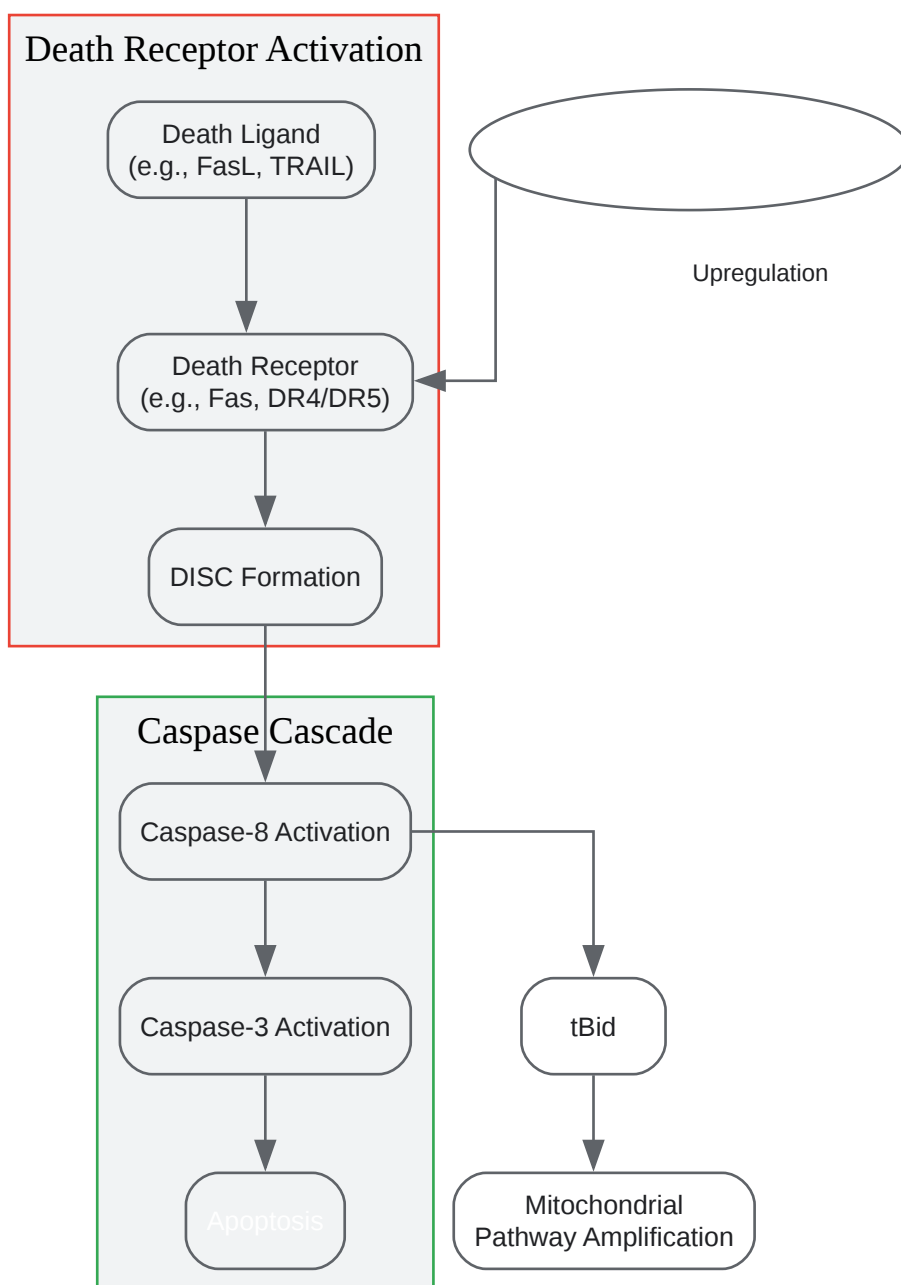 Death Receptor Activation
Death Ligand
(e.g., FasL, TRAIL)
Upregulation
Death Receptor
(e.g., Fas, DR4/DR5)
DISC Formation
Caspase Cascade
Caspase-8 Activation
Caspase-3 Activation
tBid
Apoptosis
Mitochondrial
Pathway Amplification